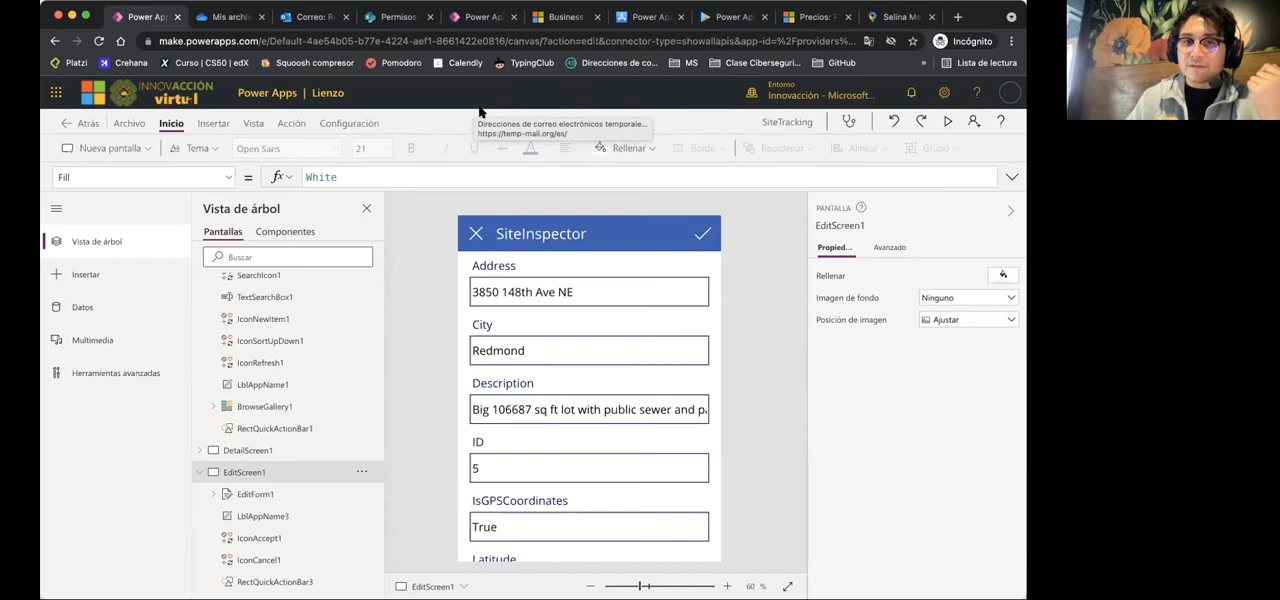 Power Apps
Mis archiv
Correo: R
Permisos
Power Ap
Business
Power Ap
Power Ap
Precios:
Selina Me
make.powerapps.com/e/Default-4ae54b05-b77e-4224-aef1-8661422e0816/canvas/?action=edit&connector-type=showallapis&app-id=%2Fproviders%...
Incógnito
Platzi
Crehana
Curso | CS50 | edX
Squoosh compresor
Pomodoro
Calendly
TypingClub
Direcciones de co...
MS
Clase Ciberseguri...
GitHub
»
Lista de lectura
INNOVACCIÓN
virtual
Power Apps | Lienzo
Entorno
Innovacción - Microsoft...
Direcciones de correo electrónicos temporale...
https://temp-mail.org/es/
Atrás
Archivo
Inicio
Insertar
Vista
Acción
Configuración
SiteTracking
Nueva pantalla
Tema
Open Sans
21
B
Rellenar
Borde
Reordenar
Alinear
Grupo
Fill
=
fx
White
Vista de árbol
Insertar
Datos
Multimedia
Herramientas avanzadas
Vista de árbol
Pantallas
Componentes
Buscar
SearchIcon1
TextSearchBox1
IconNewItem1
IconSortUpDown1
IconRefresh1
LblAppName1
BrowseGallery1
RectQuickActionBar1
DetailScreen1
EditScreen1
EditForm1
LblAppName3
IconAccept1
IconCancel1
RectQuickActionBar3
SiteInspector
Address
3850 148th Ave NE
City
Redmond
Description
Big 106687 sq ft lot with public sewer and pa
ID
5
IsGPSCoordinates
True
Latitude
EditScreen1
60 %
PANTALLA
EditScreen1
Propied...
Avanzado
Rellenar
Imagen de fondo
Ninguno
Posición de imagen
Ajustar